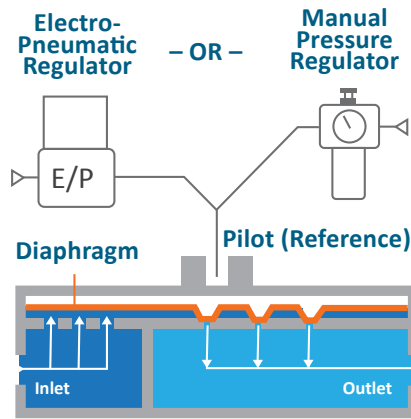 Electro-
Pneumatic
Regulator
– OR –
Manual
Pressure
Regulator
E/P
Diaphragm
Pilot (Reference)
Inlet
Outlet